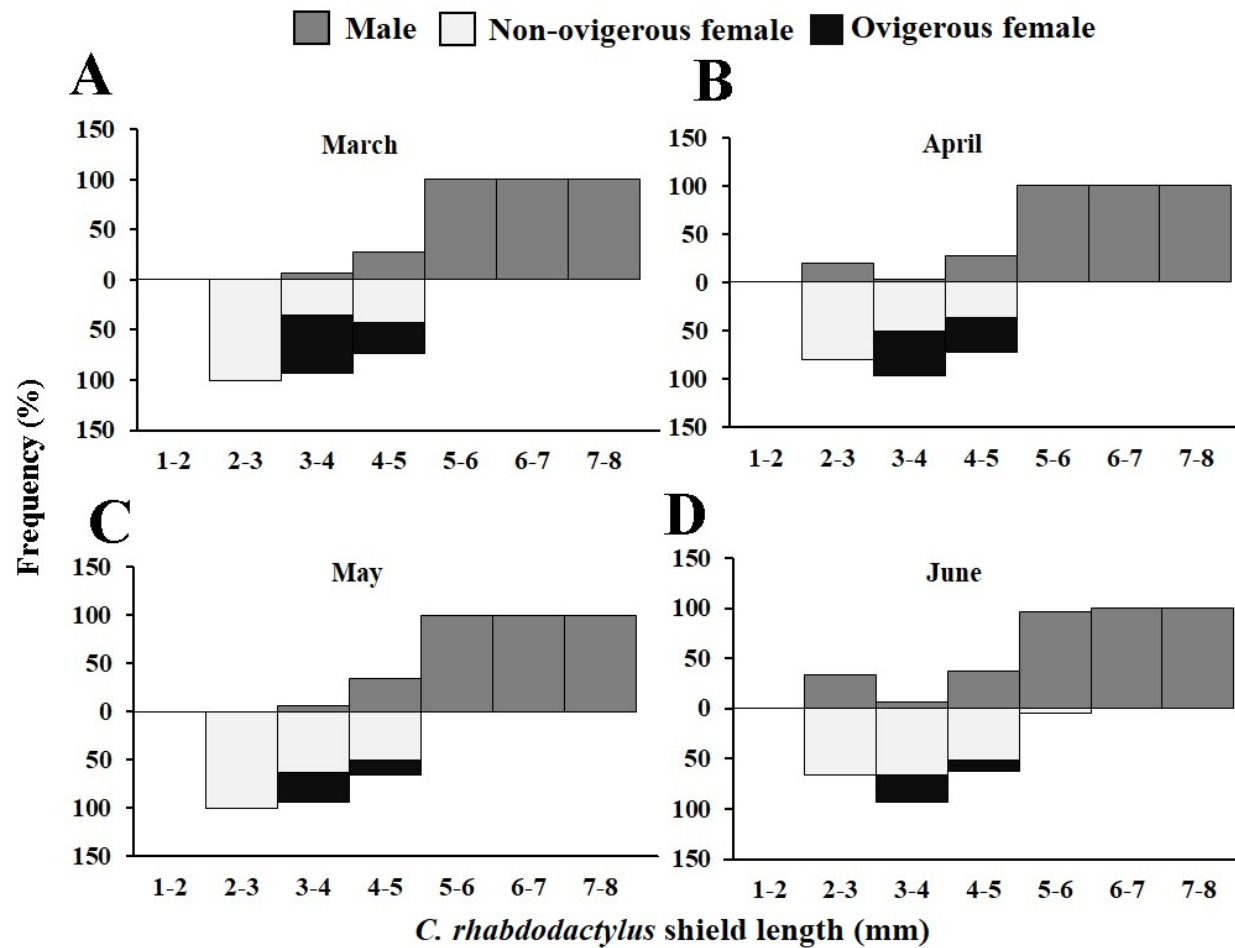 Male Non-ovigerous female Ovigerous female
A
March
150
100
50
0
50
100
150
1-2 2-3 3-4 4-5 5-6 6-7 7-8
B
April
150
100
50
0
50
100
150
1-2 2-3 3-4 4-5 5-6 6-7 7-8
Frequency (%)
C
May
150
100
50
0
50
100
150
1-2 2-3 3-4 4-5 5-6 6-7 7-8
D
June
150
100
50
0
50
100
150
1-2 2-3 3-4 4-5 5-6 6-7 7-8
C. rhabdodactylus shield length (mm)